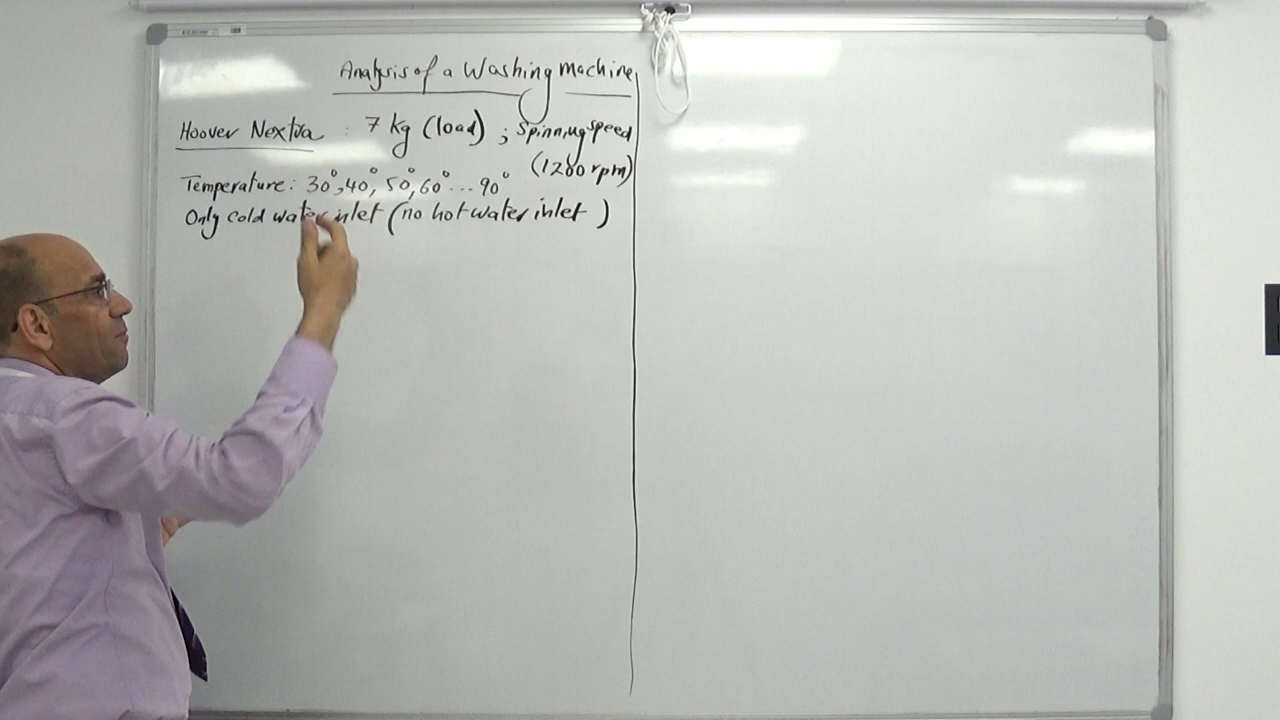 Analysis of a Washing Machine
Hoover Nextra : 7 kg (load) ; Spinning speed
(1200 rpm)
Temperature: 30°, 40°, 50°, 60° ... 90°
Only cold water inlet (no hot water inlet )